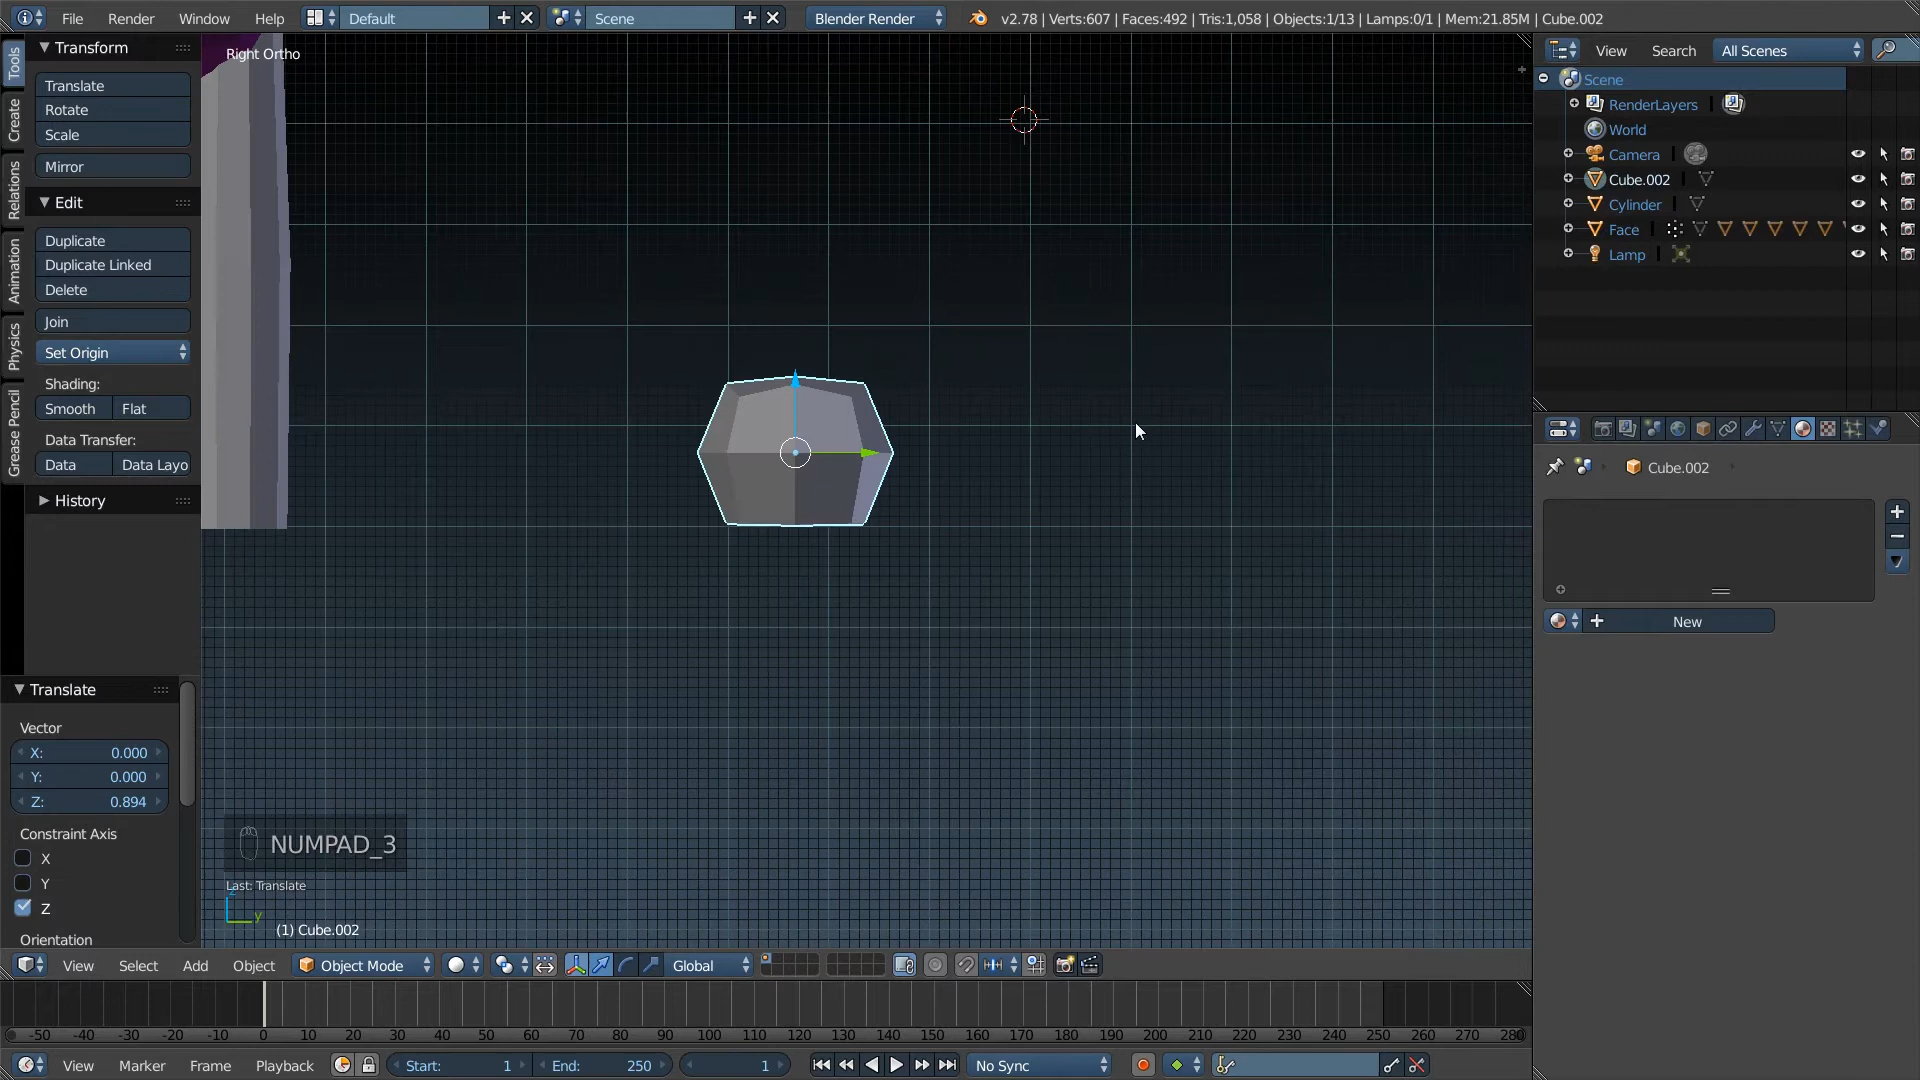 File Render Window Help Default Scene Blender Render v2.78 | Verts:607 | Faces:492 | Tris:1,058 | Objects:1/13 | Lamps:0/1 | Mem:21.85M | Cube.002
Tools
Create
Relations
Animation
Physics
Grease Pencil
Transform
Translate
Rotate
Scale
Mirror
Edit
Duplicate
Duplicate Linked
Delete
Join
Set Origin
Shading:
Smooth Flat
Data Transfer:
Data Data Layo
History
Translate
Vector
X: 0.000
Y: 0.000
Z: 0.894
Constraint Axis
X
Y
Z
Orientation
Right Ortho
NUMPAD_3
Last: Translate
z
y
(1) Cube.002
View Select Add Object Object Mode Global
-50 -40 -30 -20 -10 0 10 20 30 40 50 60 70 80 90 100 110 120 130 140 150 160 170 180 190 200 210 220 230 240 250 260 270 280
View Marker Frame Playback Start: 1 End: 250 1 No Sync
View Search All Scenes
Scene
RenderLayers
World
Camera
Cube.002
Cylinder
Face
Lamp
Cube.002
New